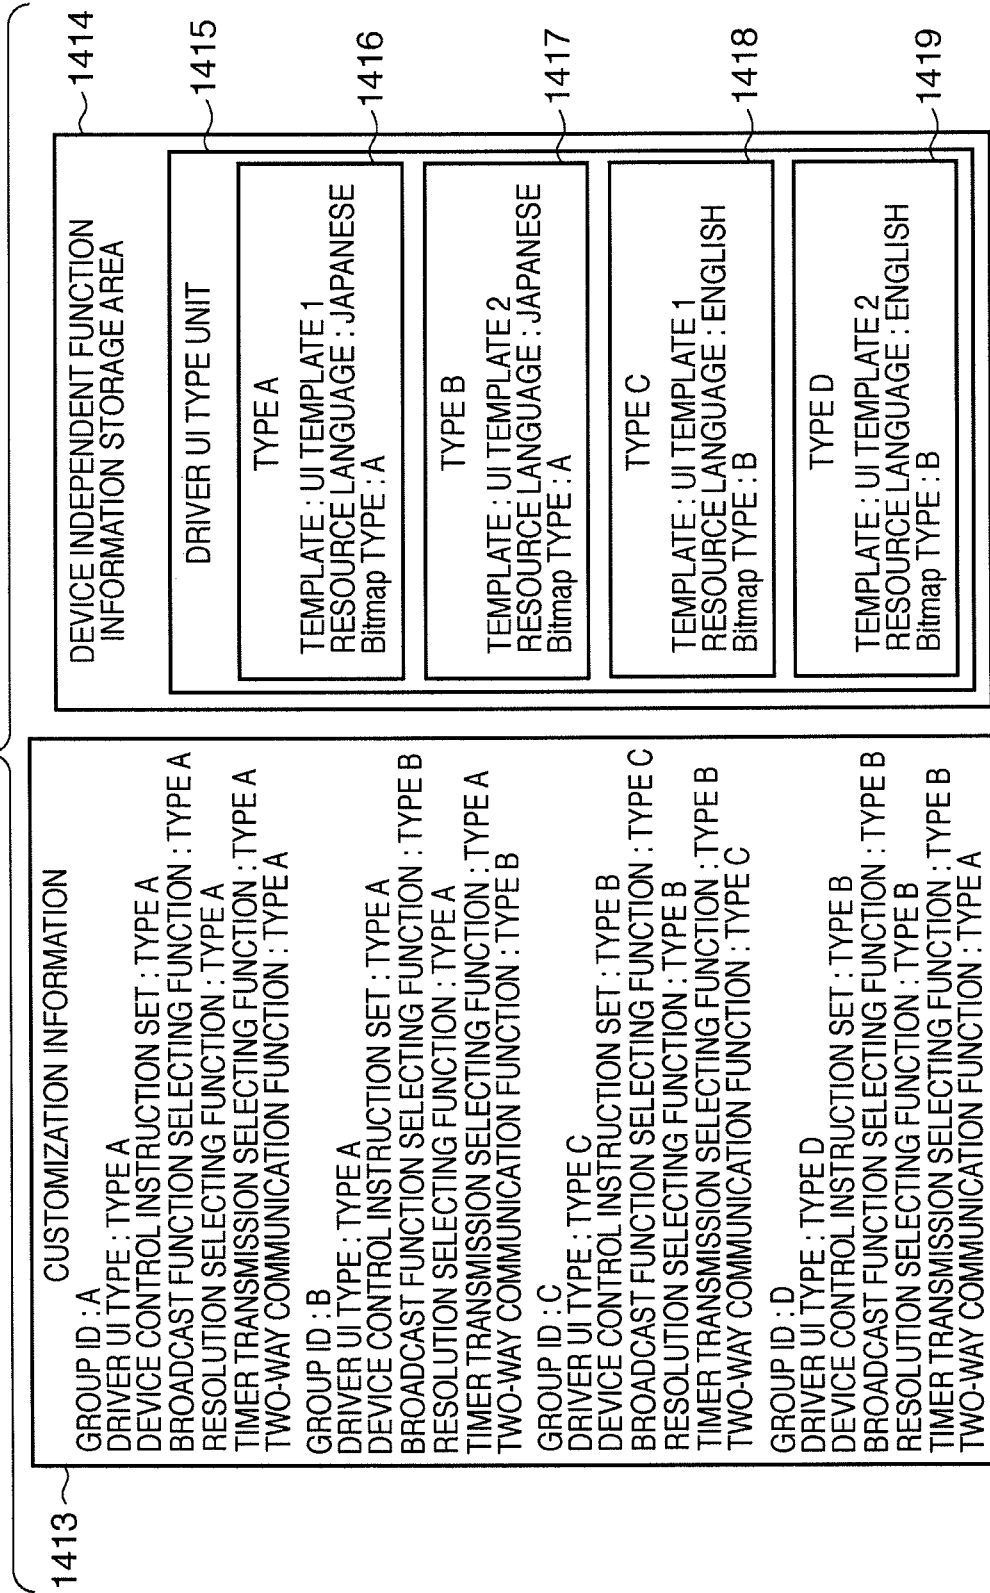 1413
CUSTOMIZATION INFORMATION
GROUP ID : A
DRIVER UI TYPE : TYPE A
DEVICE CONTROL INSTRUCTION SET : TYPE A
BROADCAST FUNCTION SELECTING FUNCTION : TYPE A
RESOLUTION SELECTING FUNCTION : TYPE A
TIMER TRANSMISSION SELECTING FUNCTION : TYPE A
TWO-WAY COMMUNICATION FUNCTION : TYPE A
GROUP ID : B
DRIVER UI TYPE : TYPE A
DEVICE CONTROL INSTRUCTION SET : TYPE A
BROADCAST FUNCTION SELECTING FUNCTION : TYPE B
RESOLUTION SELECTING FUNCTION : TYPE A
TIMER TRANSMISSION SELECTING FUNCTION : TYPE A
TWO-WAY COMMUNICATION FUNCTION : TYPE B
GROUP ID : C
DRIVER UI TYPE : TYPE C
DEVICE CONTROL INSTRUCTION SET : TYPE B
BROADCAST FUNCTION SELECTING FUNCTION : TYPE C
RESOLUTION SELECTING FUNCTION : TYPE B
TIMER TRANSMISSION SELECTING FUNCTION : TYPE B
TWO-WAY COMMUNICATION FUNCTION : TYPE C
GROUP ID : D
DRIVER UI TYPE : TYPE D
DEVICE CONTROL INSTRUCTION SET : TYPE B
BROADCAST FUNCTION SELECTING FUNCTION : TYPE B
RESOLUTION SELECTING FUNCTION : TYPE B
TIMER TRANSMISSION SELECTING FUNCTION : TYPE B
TWO-WAY COMMUNICATION FUNCTION : TYPE A
DEVICE INDEPENDENT FUNCTION
INFORMATION STORAGE AREA
1414
DRIVER UI TYPE UNIT
1415
TYPE A
TEMPLATE : UI TEMPLATE 1
RESOURCE LANGUAGE : JAPANESE
Bitmap TYPE : A
1416
TYPE B
TEMPLATE : UI TEMPLATE 2
RESOURCE LANGUAGE : JAPANESE
Bitmap TYPE : A
1417
TYPE C
TEMPLATE : UI TEMPLATE 1
RESOURCE LANGUAGE : ENGLISH
Bitmap TYPE : B
1418
TYPE D
TEMPLATE : UI TEMPLATE 2
RESOURCE LANGUAGE : ENGLISH
Bitmap TYPE : B
1419